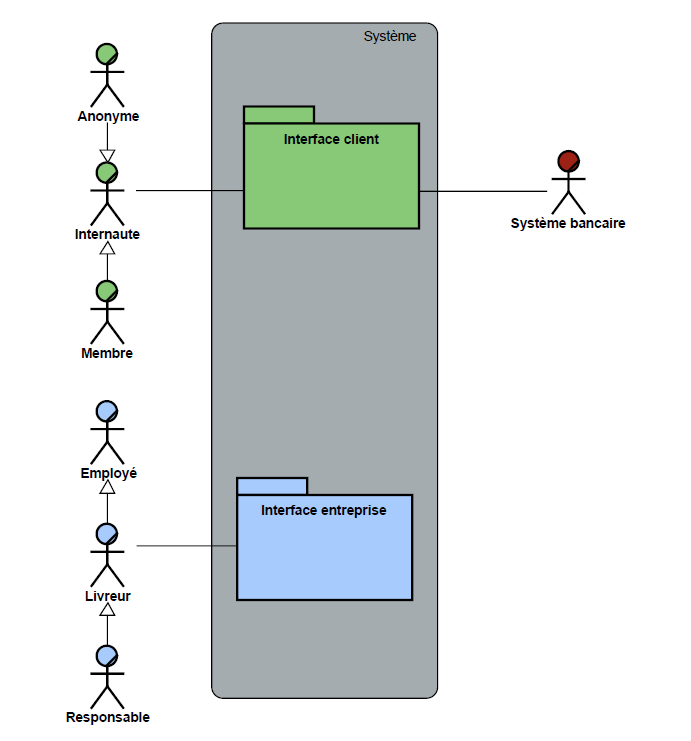 Système
Anonyme
Interface client
Internaute
Système bancaire
Membre
Employé
Interface entreprise
Livreur
Responsable